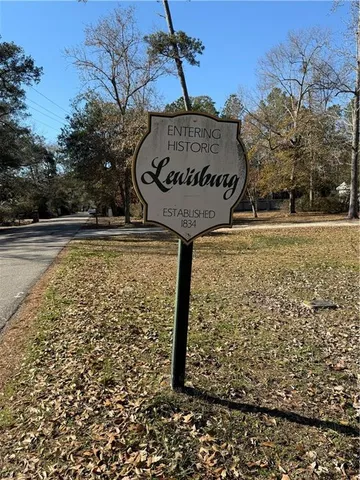 ENTERING
HISTORIC
Lewisburg
ESTABLISHED
1834